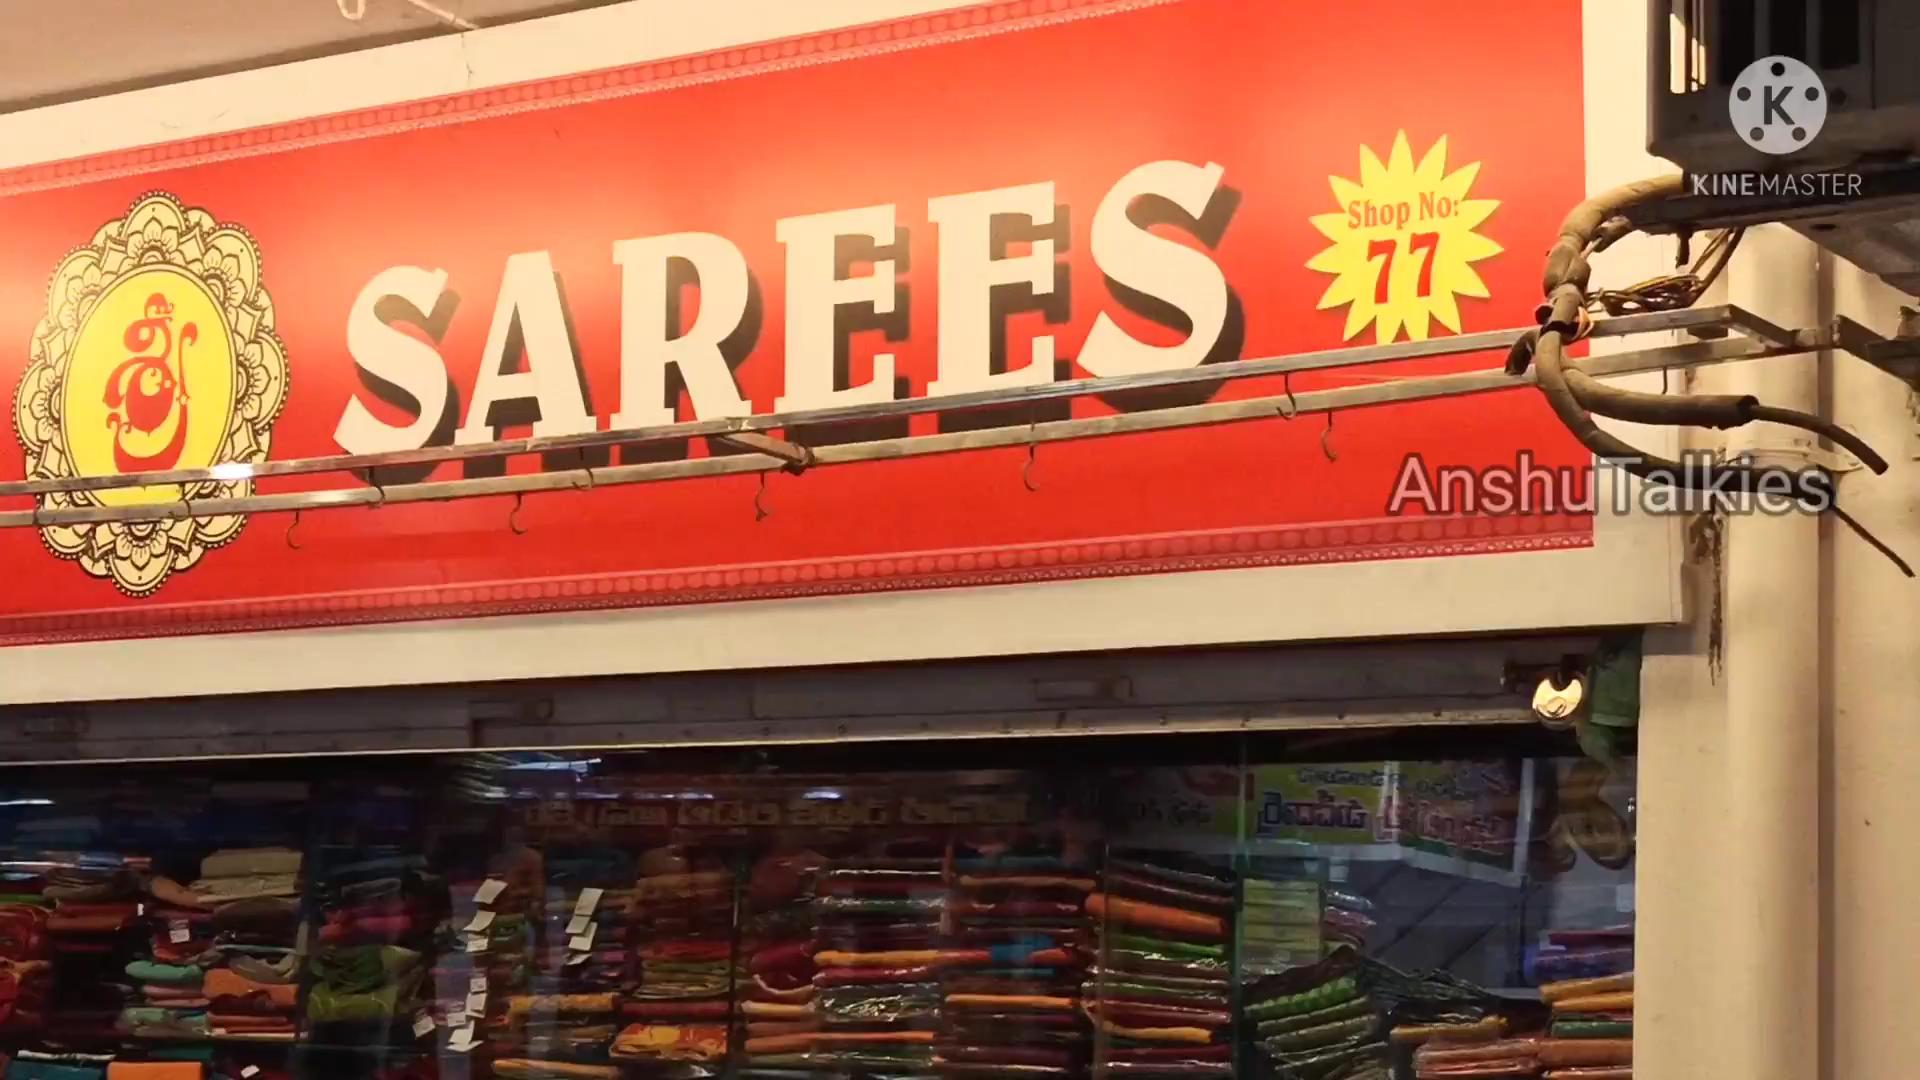 శ్రీ
SAREES
Shop No:
77
K
KINEMASTER
AnshuTalkies